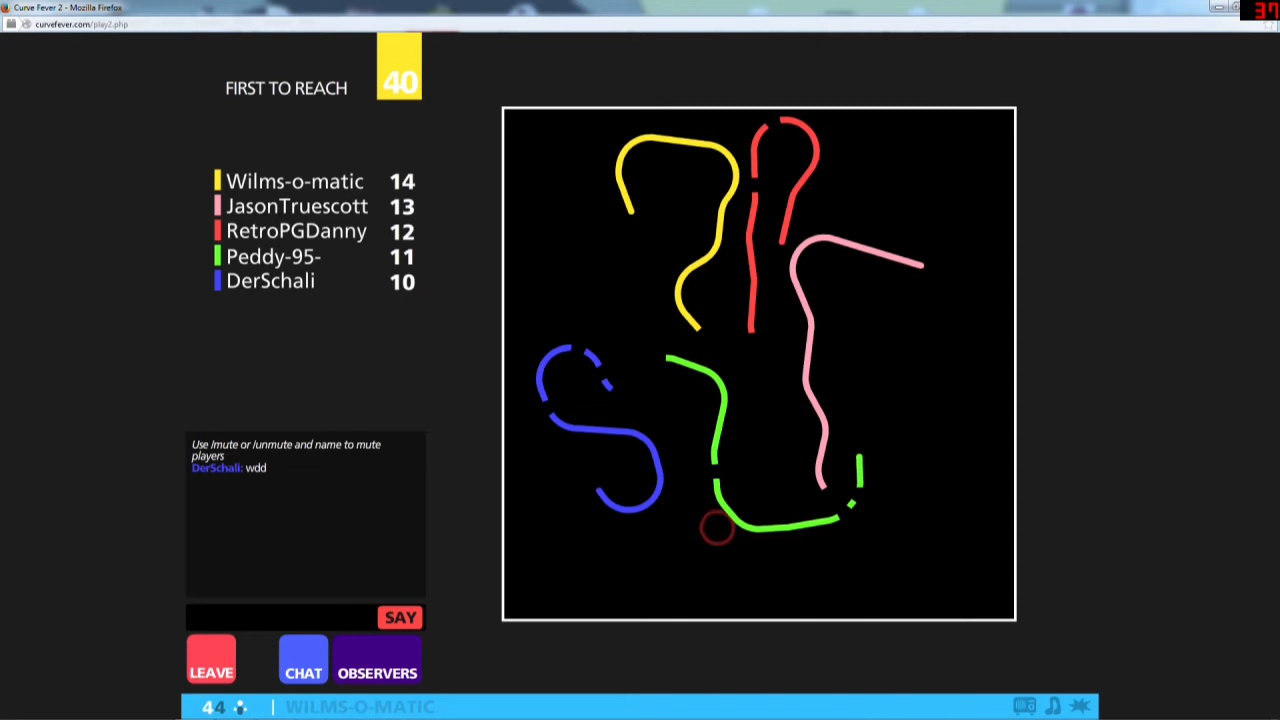 Curve Fever 2 - Mozilla Firefox
37
curvefever.com/play2.php
FIRST TO REACH 40
Wilms-o-matic 14
JasonTruescott 13
RetroPGDanny 12
Peddy-95- 11
DerSchali 10
Use /mute or /unmute and name to mute
players
DerSchali: wdd
SAY
LEAVE CHAT OBSERVERS
44 WILMS-O-MATIC